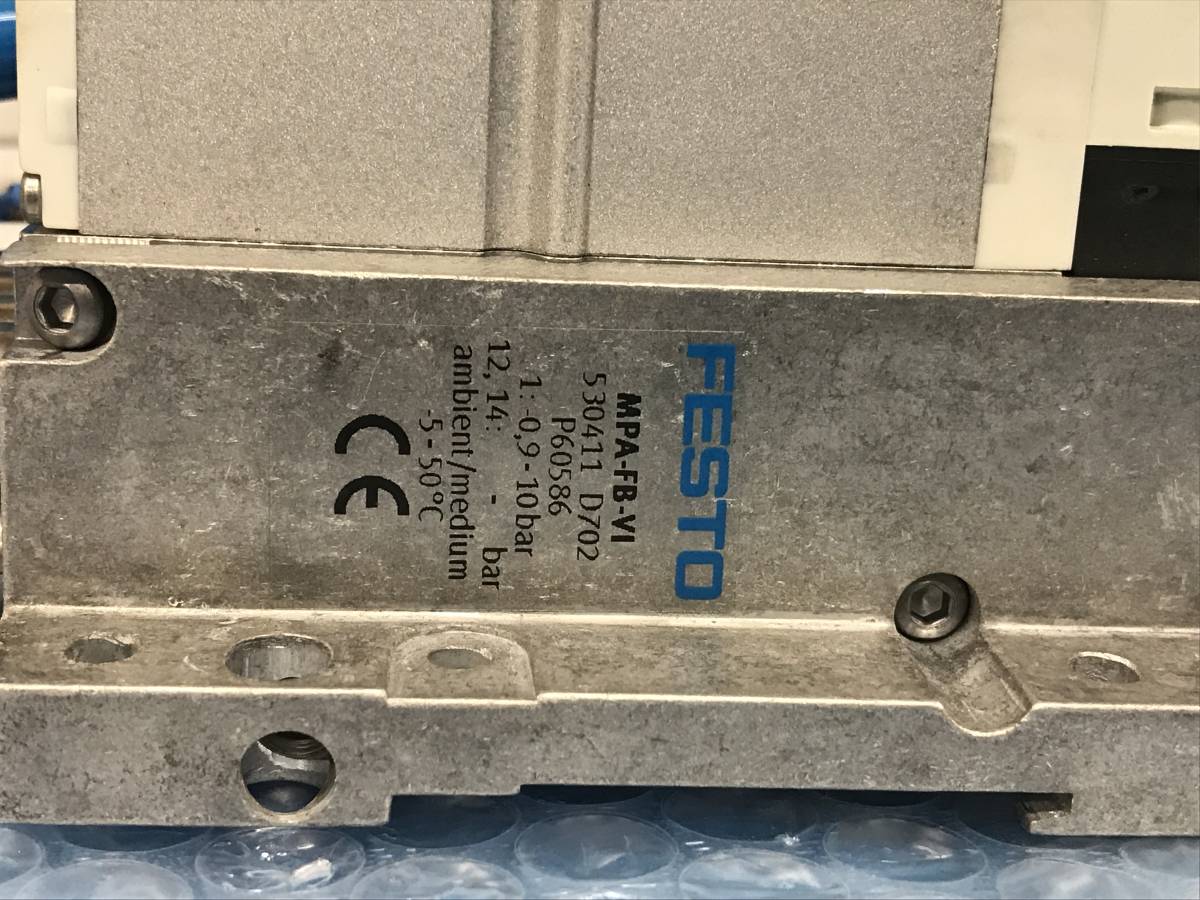 FESTO
MPA-FB-VI
530411 D702
P60586
1:-0,9-10bar
12,14: - bar
ambient/medium
-5-50°C
CE